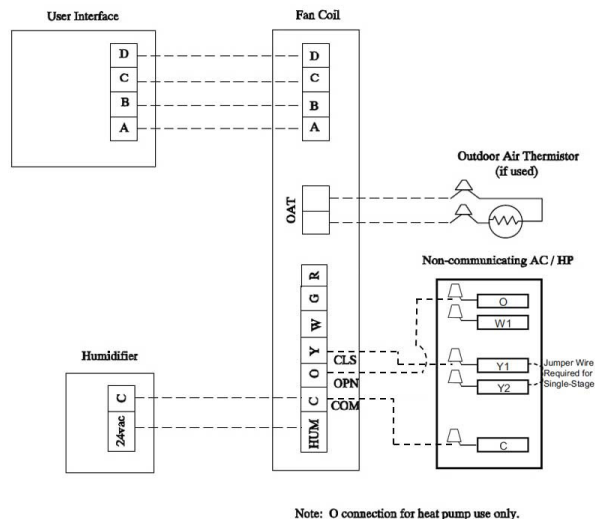 User Interface
Fan Coil
D
C
B
A
D
C
B
A
Outdoor Air Thermistor
(if used)
OAT
Non-communicating AC / HP
R
G
W
Y
O
C
HUM
CLS
OPN
COM
O
W1
Y1
Y2
C
Jumper Wire
Required for
Single-Stage
Humidifier
C
24vac
Note: O connection for heat pump use only.